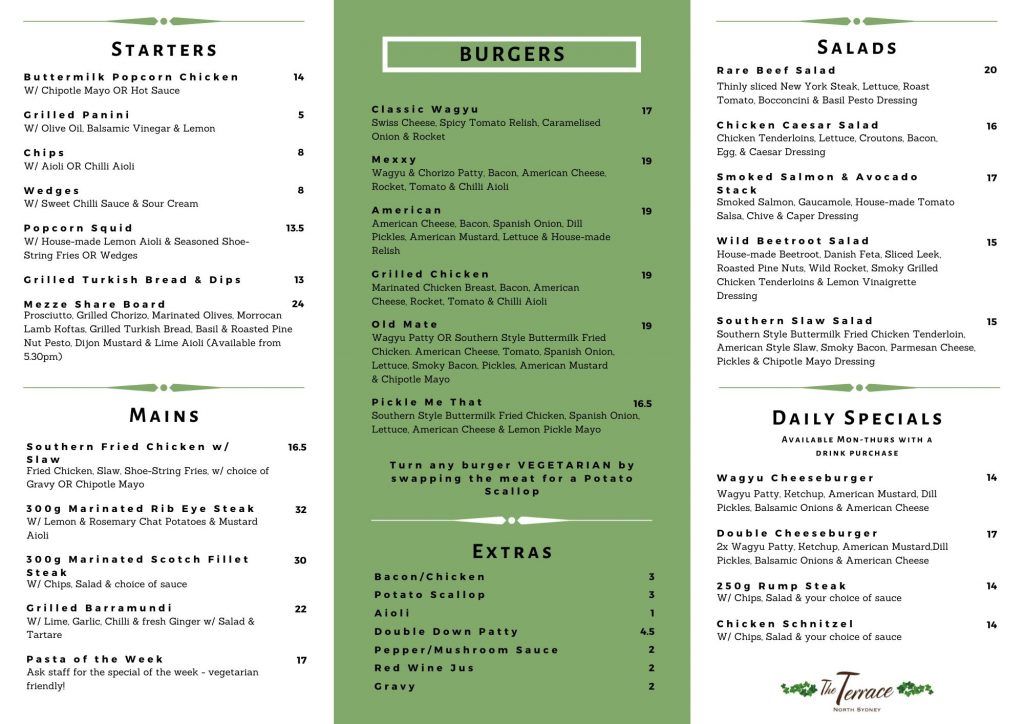 STARTERS
Buttermilk Popcorn Chicken 14
W/ Chipotle Mayo OR Hot Sauce
Grilled Panini 5
W/ Olive Oil, Balsamic Vinegar & Lemon
Chips 8
W/ Aioli OR Chilli Aioli
Wedges 8
W/ Sweet Chilli Sauce & Sour Cream
Popcorn Squid 13.5
W/ House-made Lemon Aioli & Seasoned Shoe-
String Fries OR Wedges
Grilled Turkish Bread & Dips 13
Mezze Share Board 24
Prosciutto, Grilled Chorizo, Marinated Olives, Morrocan
Lamb Koftas, Grilled Turkish Bread, Basil & Roasted Pine
Nut Pesto, Dijon Mustard & Lime Aioli (Available from
5.30pm)
MAINS
Southern Fried Chicken w/ 16.5
Slaw
Fried Chicken, Slaw, Shoe-String Fries, w/ choice of
Gravy OR Chipotle Mayo
300g Marinated Rib Eye Steak 32
W/ Lemon & Rosemary Chat Potatoes & Mustard
Aioli
300g Marinated Scotch Fillet 30
Steak
W/ Chips, Salad & choice of sauce
Grilled Barramundi 22
W/ Lime, Garlic, Chilli & fresh Ginger w/ Salad &
Tartare
Pasta of the Week 17
Ask staff for the special of the week - vegetarian
friendly!
BURGERS
Classic Wagyu 17
Swiss Cheese, Spicy Tomato Relish, Caramelised
Onion & Rocket
Mexxy 19
Wagyu & Chorizo Patty, Bacon, American Cheese,
Rocket, Tomato & Chilli Aioli
American 19
American Cheese, Bacon, Spanish Onion, Dill
Pickles, American Mustard, Lettuce & House-made
Relish
Grilled Chicken 19
Marinated Chicken Breast, Bacon, American
Cheese, Rocket, Tomato & Chilli Aioli
Old Mate 19
Wagyu Patty OR Southern Style Buttermilk Fried
Chicken. American Cheese, Tomato, Spanish Onion,
Lettuce, Smoky Bacon, Pickles, American Mustard
& Chipotle Mayo
Pickle Me That 16.5
Southern Style Buttermilk Fried Chicken, Spanish Onion,
Lettuce, American Cheese & Lemon Pickle Mayo
Turn any burger VEGETARIAN by
swapping the meat for a Potato
Scallop
EXTRAS
Bacon/Chicken 3
Potato Scallop 3
Aioli 1
Double Down Patty 4.5
Pepper/Mushroom Sauce 2
Red Wine Jus 2
Gravy 2
SALADS
Rare Beef Salad 20
Thinly sliced New York Steak, Lettuce, Roast
Tomato, Bocconcini & Basil Pesto Dressing
Chicken Caesar Salad 16
Chicken Tenderloins, Lettuce, Croutons, Bacon,
Egg, & Caesar Dressing
Smoked Salmon & Avocado 17
Stack
Smoked Salmon, Gaucamole, House-made Tomato
Salsa, Chive & Caper Dressing
Wild Beetroot Salad 15
House-made Beetroot, Danish Feta, Sliced Leek,
Roasted Pine Nuts, Wild Rocket, Smoky Grilled
Chicken Tenderloins & Lemon Vinaigrette
Dressing
Southern Slaw Salad 15
Southern Style Buttermilk Fried Chicken Tenderloin,
American Style Slaw, Smoky Bacon, Parmesan Cheese,
Pickles & Chipotle Mayo Dressing
DAILY SPECIALS
AVAILABLE MON-THURS WITH A
DRINK PURCHASE
Wagyu Cheeseburger 14
Wagyu Patty, Ketchup, American Mustard, Dill
Pickles, Balsamic Onions & American Cheese
Double Cheeseburger 17
2x Wagyu Patty, Ketchup, American Mustard,Dill
Pickles, Balsamic Onions & American Cheese
250g Rump Steak 14
W/ Chips, Salad & your choice of sauce
Chicken Schnitzel 14
W/ Chips, Salad & your choice of sauce
The Terrace
NORTH SYDNEY